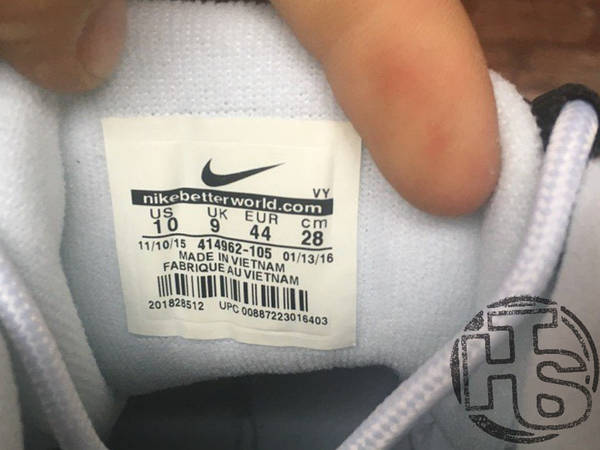 VY
nikebetterworld.com
US UK EUR cm
10 9 44 28
11/10/15 414962-105 01/13/16
MADE IN VIETNAM
FABRIQUE AU VIETNAM
201828512 UPC 00887223016403
HTS